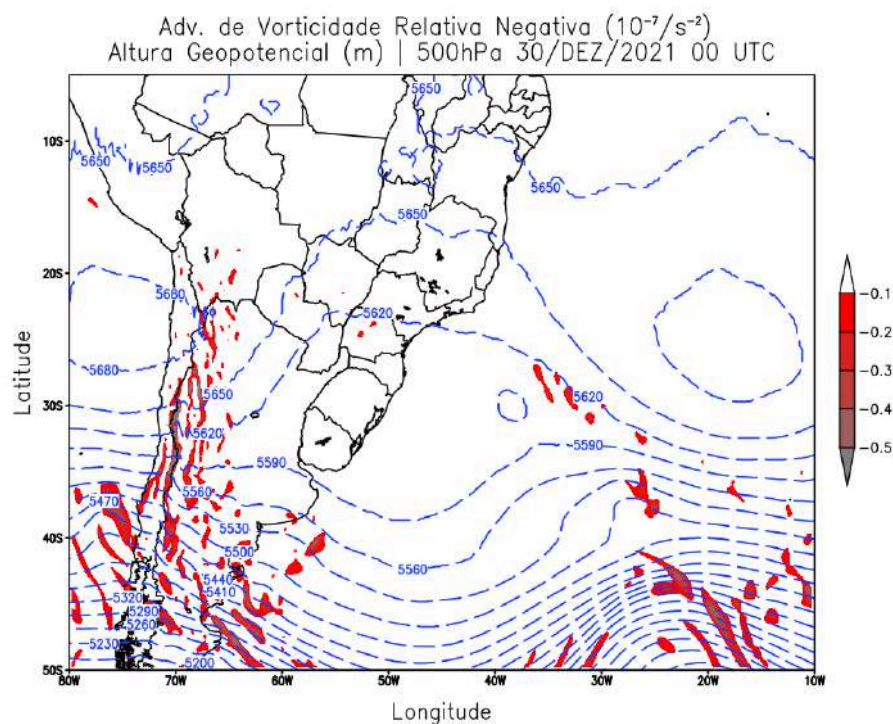 Adv. de Vorticidade Relativa Negativa (10⁻⁷/s⁻²)
Altura Geopotencial (m) | 500hPa 30/DEZ/2021 00 UTC
5650
10S
5650
5650
5650
5650
20S
5680
5620
-0.1
-0.2
-0.3
-0.4
-0.5
Latitude
5680
5650
5620
30S
5620
5590
5590
5470
5560
5530
40S
5500
5560
5440
5410
5320
5290
5260
5230
5200
50S
80W
70W
60W
50W
40W
30W
20W
10W
Longitude